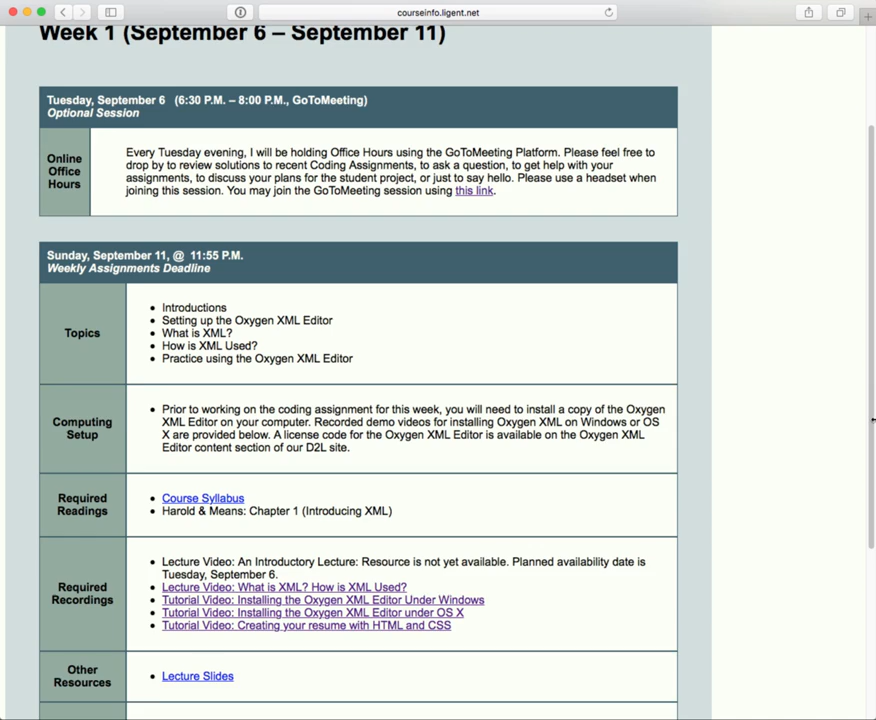 courseinfo.ligent.net
Week 1 (September 6 – September 11)
Tuesday, September 6 (6:30 P.M. – 8:00 P.M., GoToMeeting)
Optional Session
Online
Office
Hours
Every Tuesday evening, I will be holding Office Hours using the GoToMeeting Platform. Please feel free to
drop by to review solutions to recent Coding Assignments, to ask a question, to get help with your
assignments, to discuss your plans for the student project, or just to say hello. Please use a headset when
joining this session. You may join the GoToMeeting session using this link.
Sunday, September 11, @ 11:55 P.M.
Weekly Assignments Deadline
Topics
• Introductions
• Setting up the Oxygen XML Editor
• What is XML?
• How is XML Used?
• Practice using the Oxygen XML Editor
Computing
Setup
• Prior to working on the coding assignment for this week, you will need to install a copy of the Oxygen
XML Editor on your computer. Recorded demo videos for installing Oxygen XML on Windows or OS
X are provided below. A license code for the Oxygen XML Editor is available on the Oxygen XML
Editor content section of our D2L site.
Required
Readings
• Course Syllabus
• Harold & Means: Chapter 1 (Introducing XML)
Required
Recordings
• Lecture Video: An Introductory Lecture: Resource is not yet available. Planned availability date is
Tuesday, September 6.
• Lecture Video: What is XML? How is XML Used?
• Tutorial Video: Installing the Oxygen XML Editor Under Windows
• Tutorial Video: Installing the Oxygen XML Editor under OS X
• Tutorial Video: Creating your resume with HTML and CSS
Other
Resources
• Lecture Slides